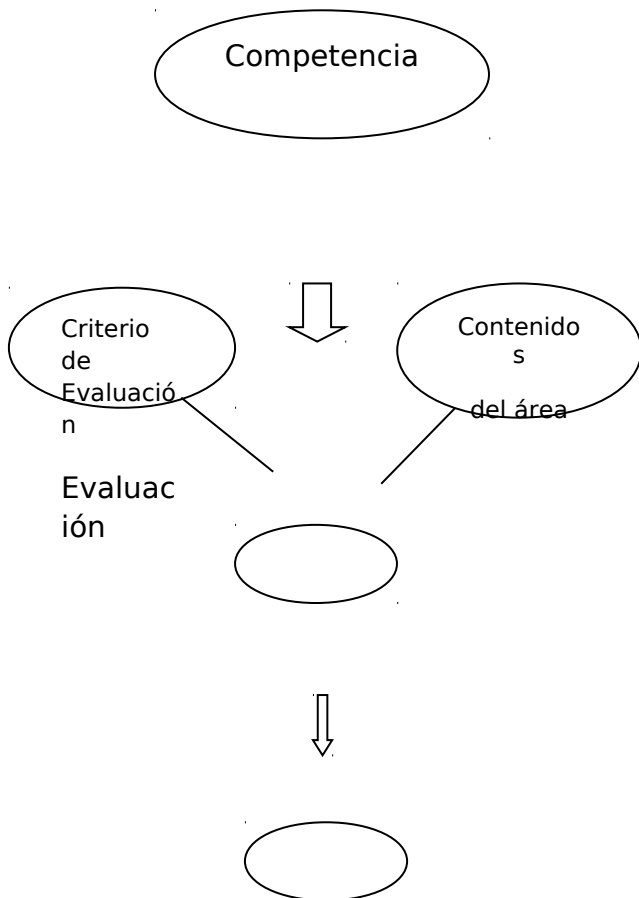 Competencia
Criterio
de
Evaluació
n
Evaluac
ión
Contenido
s
del área